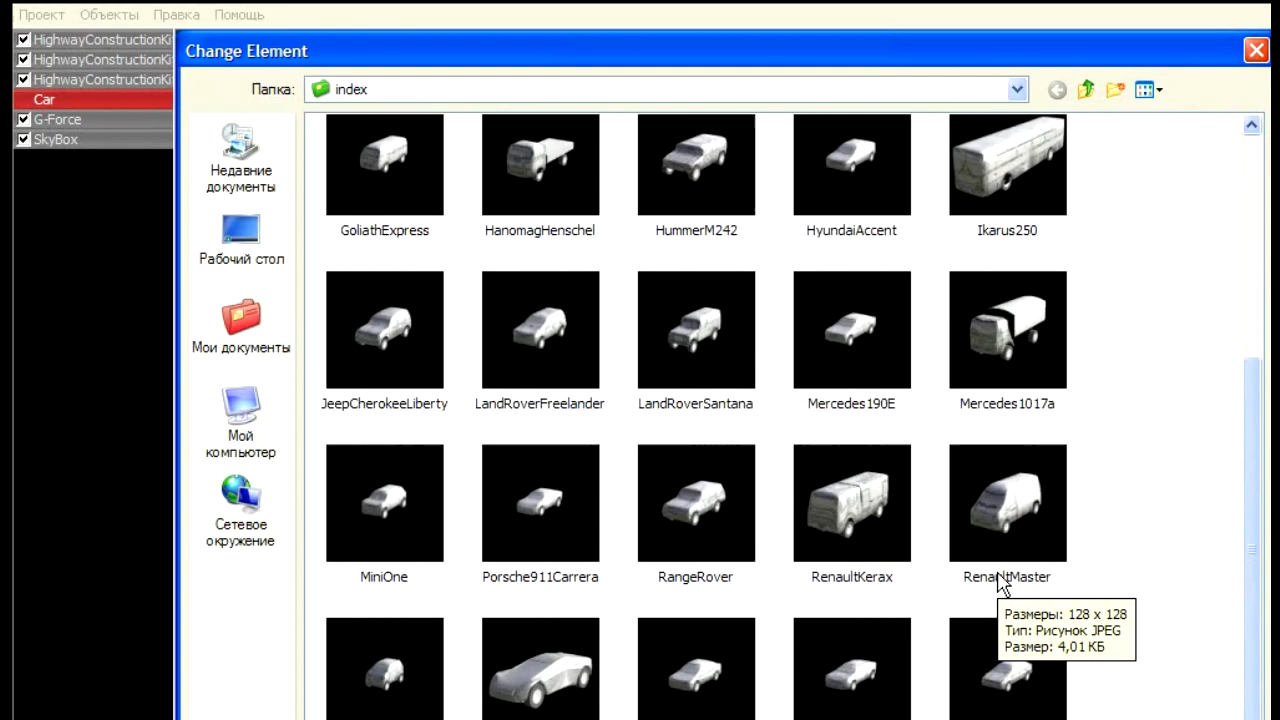 Проект Объекты Правка Помощь
HighwayConstructionKi
HighwayConstructionKi
HighwayConstructionKi
Car
G-Force
SkyBox
Change Element
Папка: index
Недавние
документы
Рабочий стол
Мои документы
Мой
компьютер
Сетевое
окружение
GoliathExpress HanomagHenschel HummerM242 HyundaiAccent Ikarus250
JeepCherokeeLiberty LandRoverFreelander LandRoverSantana Mercedes190E Mercedes1017a
MiniOne Porsche911Carrera RangeRover RenaultKerax RenaultMaster
Размеры: 128 x 128
Тип: Рисунок JPEG
Размер: 4,01 КБ